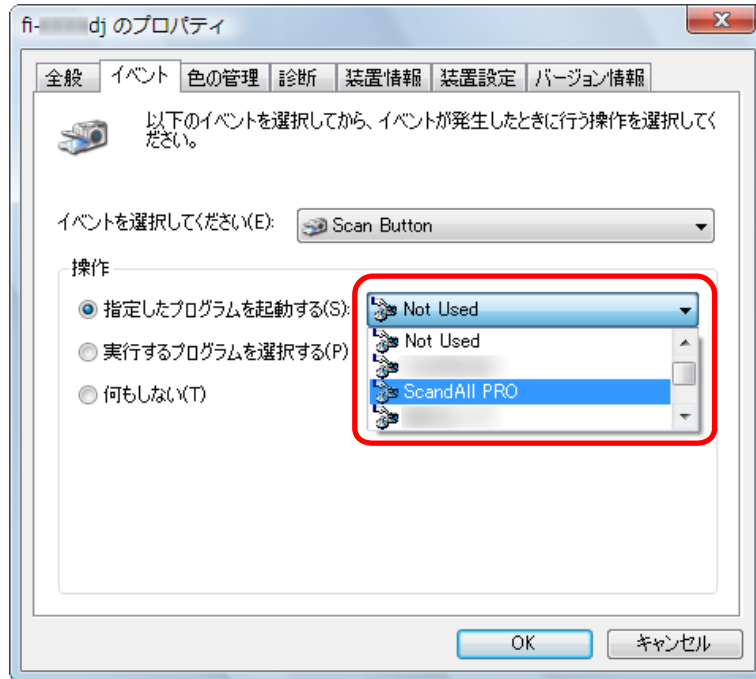 fi- dj のプロパティ
全般 イベント 色の管理 診断 装置情報 装置設定 バージョン情報
以下のイベントを選択してから、イベントが発生したときに行う操作を選択してく
ださい。
イベントを選択してください(E): Scan Button
操作
指定したプログラムを起動する(S): Not Used
Not Used
実行するプログラムを選択する(P)
ScandAll PRO
何もしない(T)
OK キャンセル